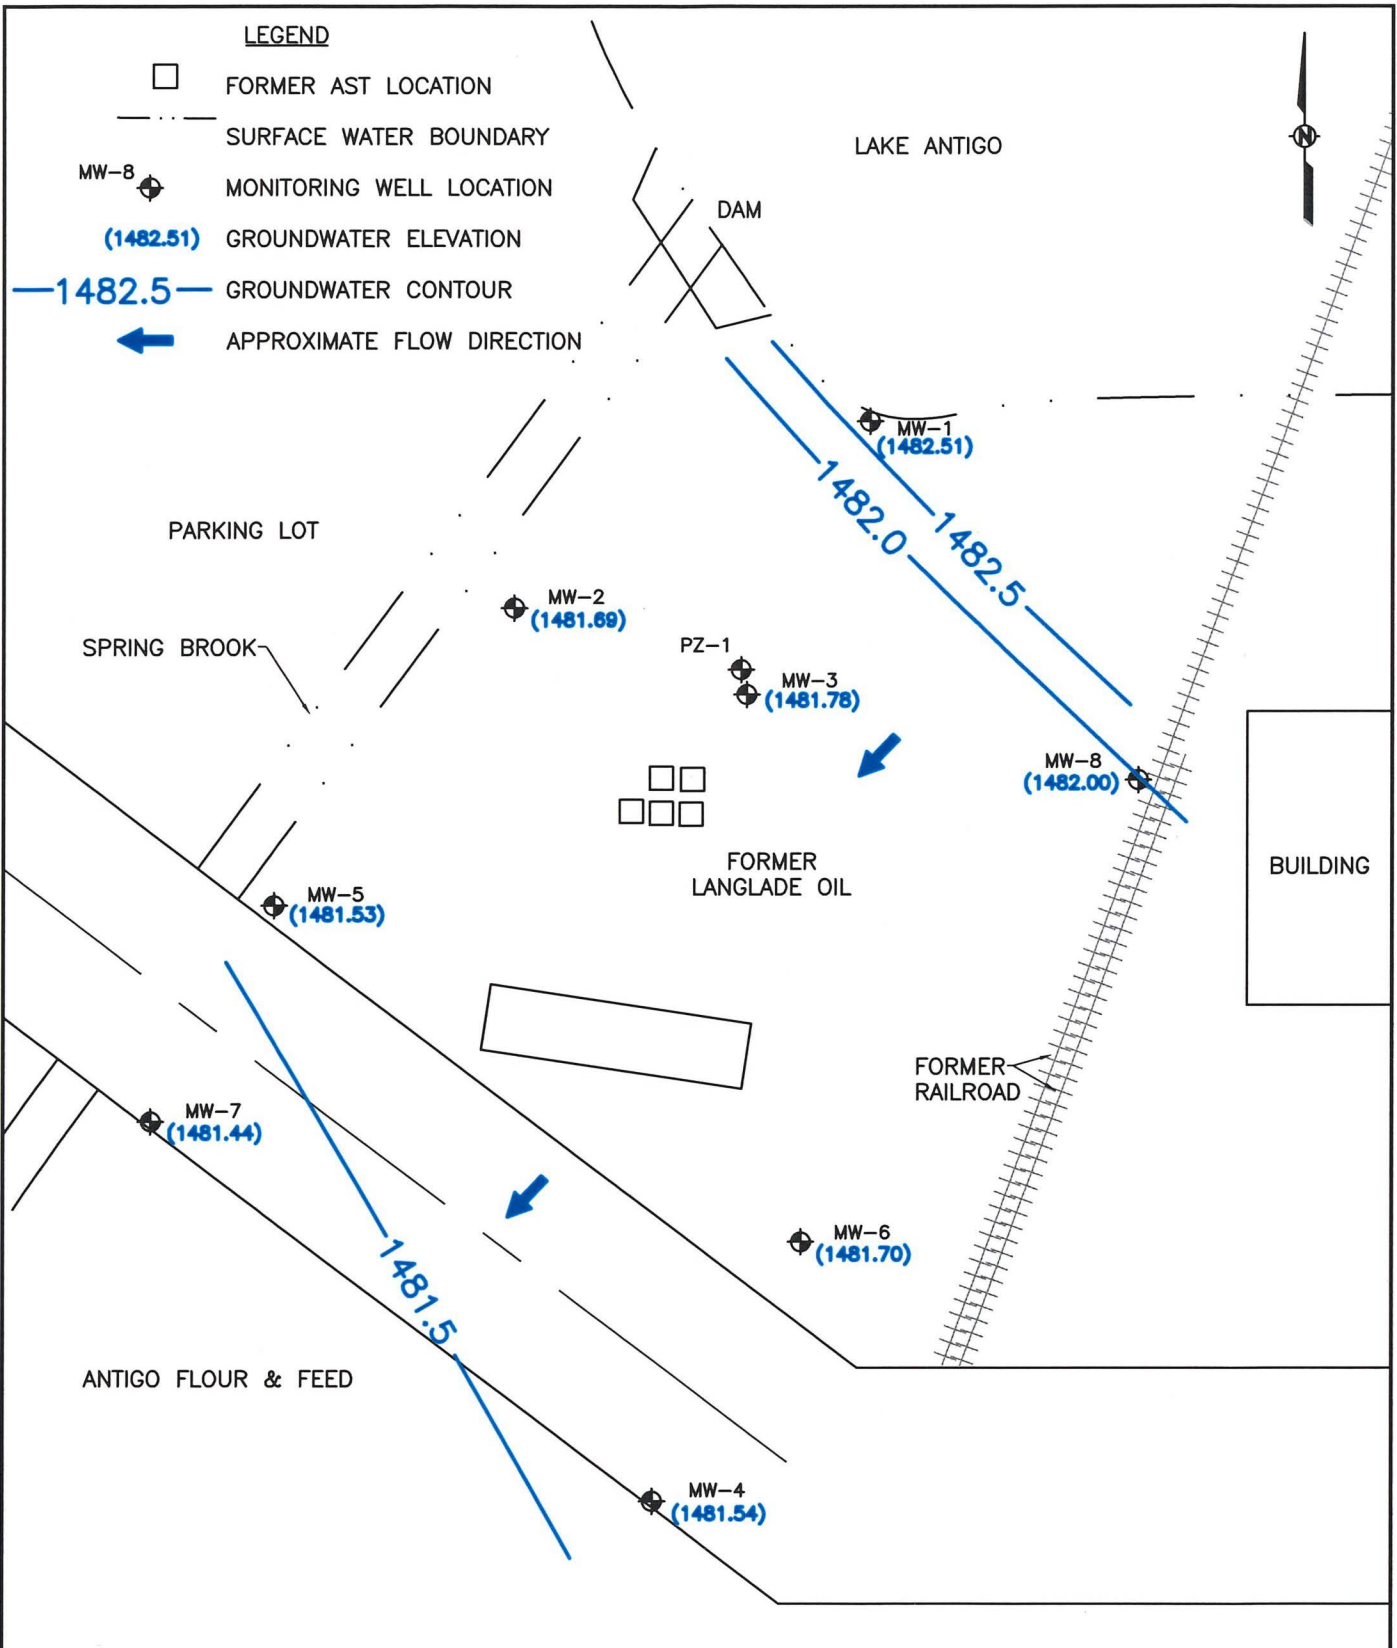 LEGEND
FORMER AST LOCATION
SURFACE WATER BOUNDARY
MW-8
MONITORING WELL LOCATION
(1482.51)
GROUNDWATER ELEVATION
1482.5
GROUNDWATER CONTOUR
APPROXIMATE FLOW DIRECTION
LAKE ANTIGO
N
DAM
MW-1
(1482.51)
1482.0
1482.5
PARKING LOT
MW-2
(1481.69)
SPRING BROOK
PZ-1
MW-3
(1481.78)
MW-8
(1482.00)
FORMER
LANGLADE OIL
BUILDING
MW-5
(1481.53)
FORMER
RAILROAD
MW-7
(1481.44)
MW-6
(1481.70)
1481.5
ANTIGO FLOUR & FEED
MW-4
(1481.54)